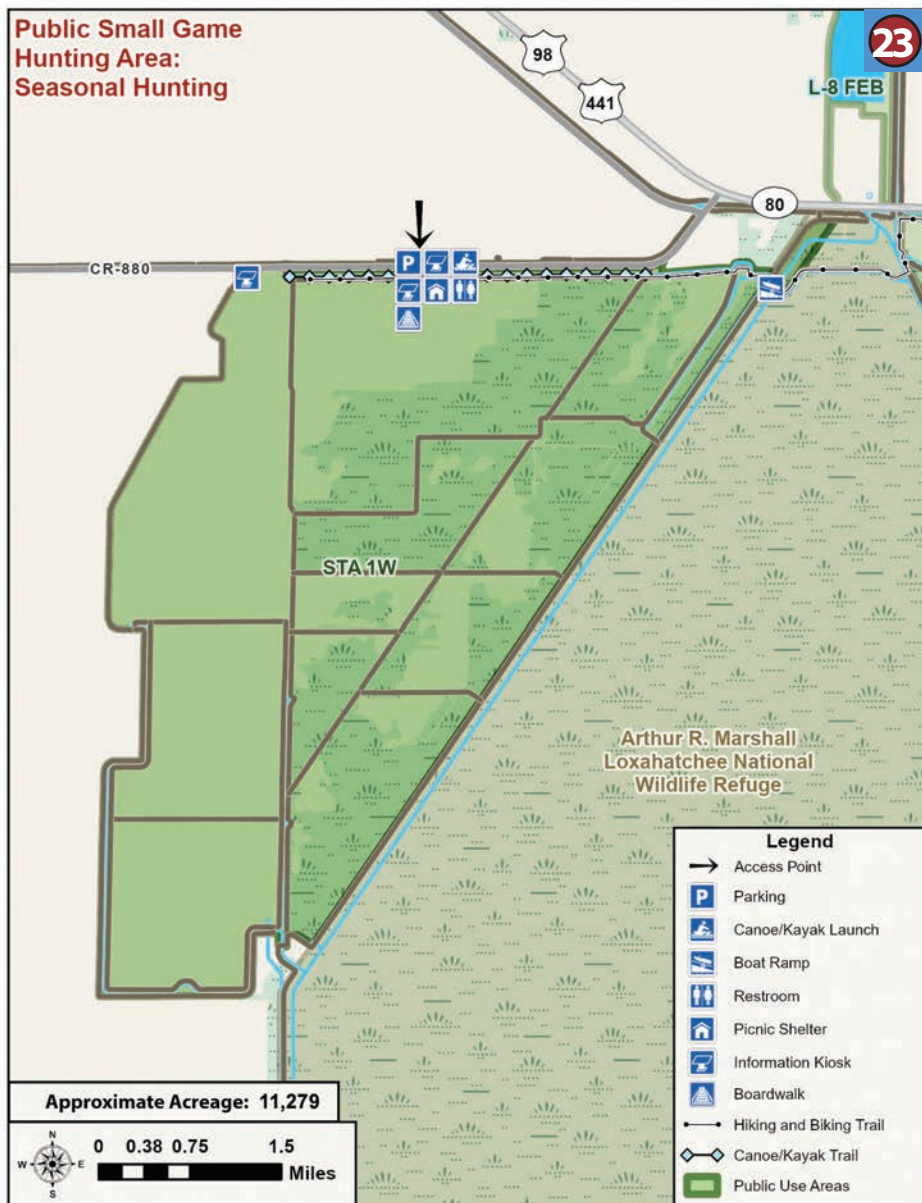 Public Small Game
Hunting Area:
Seasonal Hunting
23
98
441
L-8 FEB
80
CR-880
P
STA 1W
Arthur R. Marshall
Loxahatchee National
Wildlife Refuge
Legend
Access Point
P Parking
Canoe/Kayak Launch
Boat Ramp
Restroom
Picnic Shelter
Information Kiosk
Boardwalk
Hiking and Biking Trail
Canoe/Kayak Trail
Public Use Areas
Approximate Acreage: 11,279
N
W E
S
0 0.38 0.75 1.5
Miles